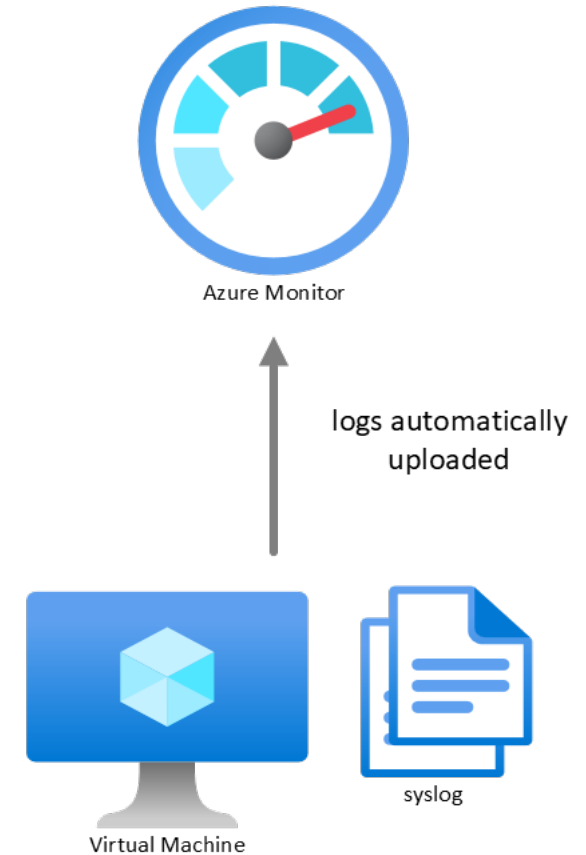 Azure Monitor
logs automatically
uploaded
syslog
Virtual Machine